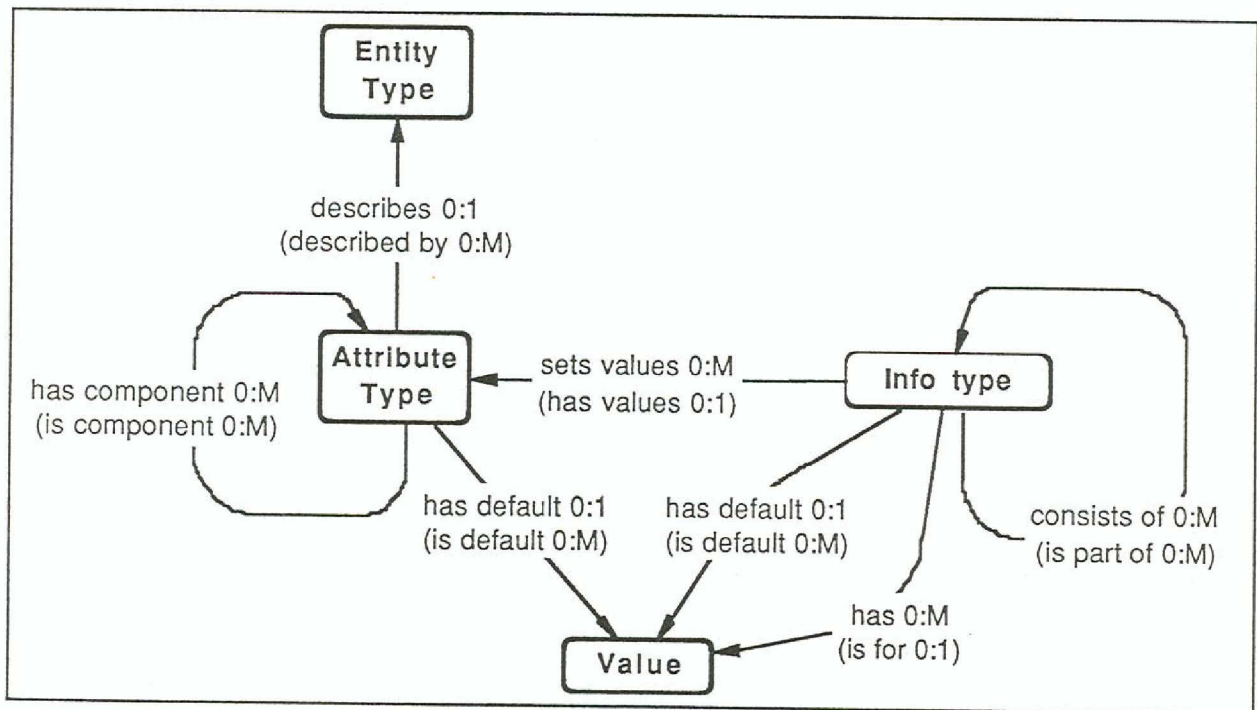 Entity
Type
describes 0:1
(described by 0:M)
Attribute
Type
has component 0:M
(is component 0:M)
sets values 0:M
(has values 0:1)
Info type
has default 0:1
(is default 0:M)
has default 0:1
(is default 0:M)
consists of 0:M
(is part of 0:M)
has 0:M
(is for 0:1)
Value